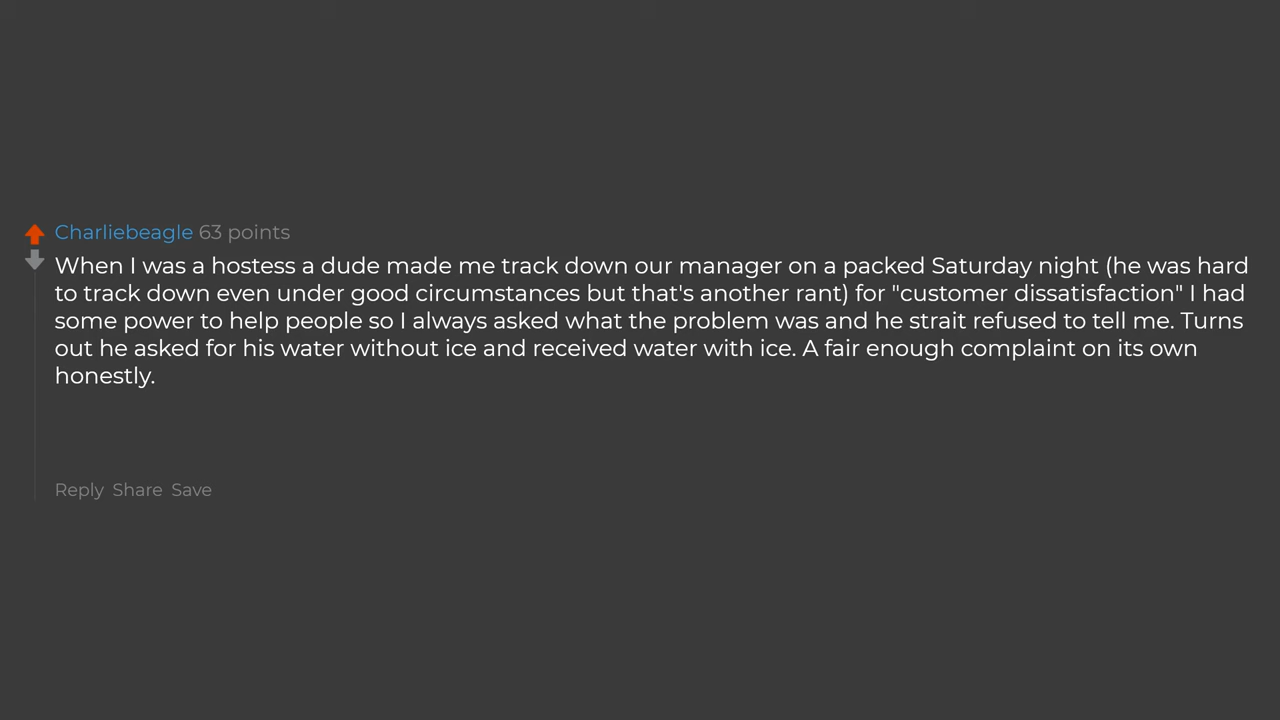 Charliebeagle 63 points
When I was a hostess a dude made me track down our manager on a packed Saturday night (he was hard
to track down even under good circumstances but that's another rant) for "customer dissatisfaction" I had
some power to help people so I always asked what the problem was and he strait refused to tell me. Turns
out he asked for his water without ice and received water with ice. A fair enough complaint on its own
honestly.
Reply Share Save